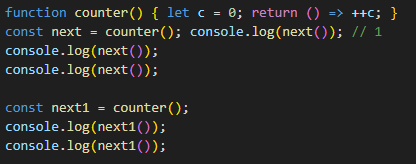 function counter() { let c = 0; return () => ++c; }
const next = counter(); console.log(next()); // 1
console.log(next());
console.log(next());
const next1 = counter();
console.log(next1());
console.log(next1());